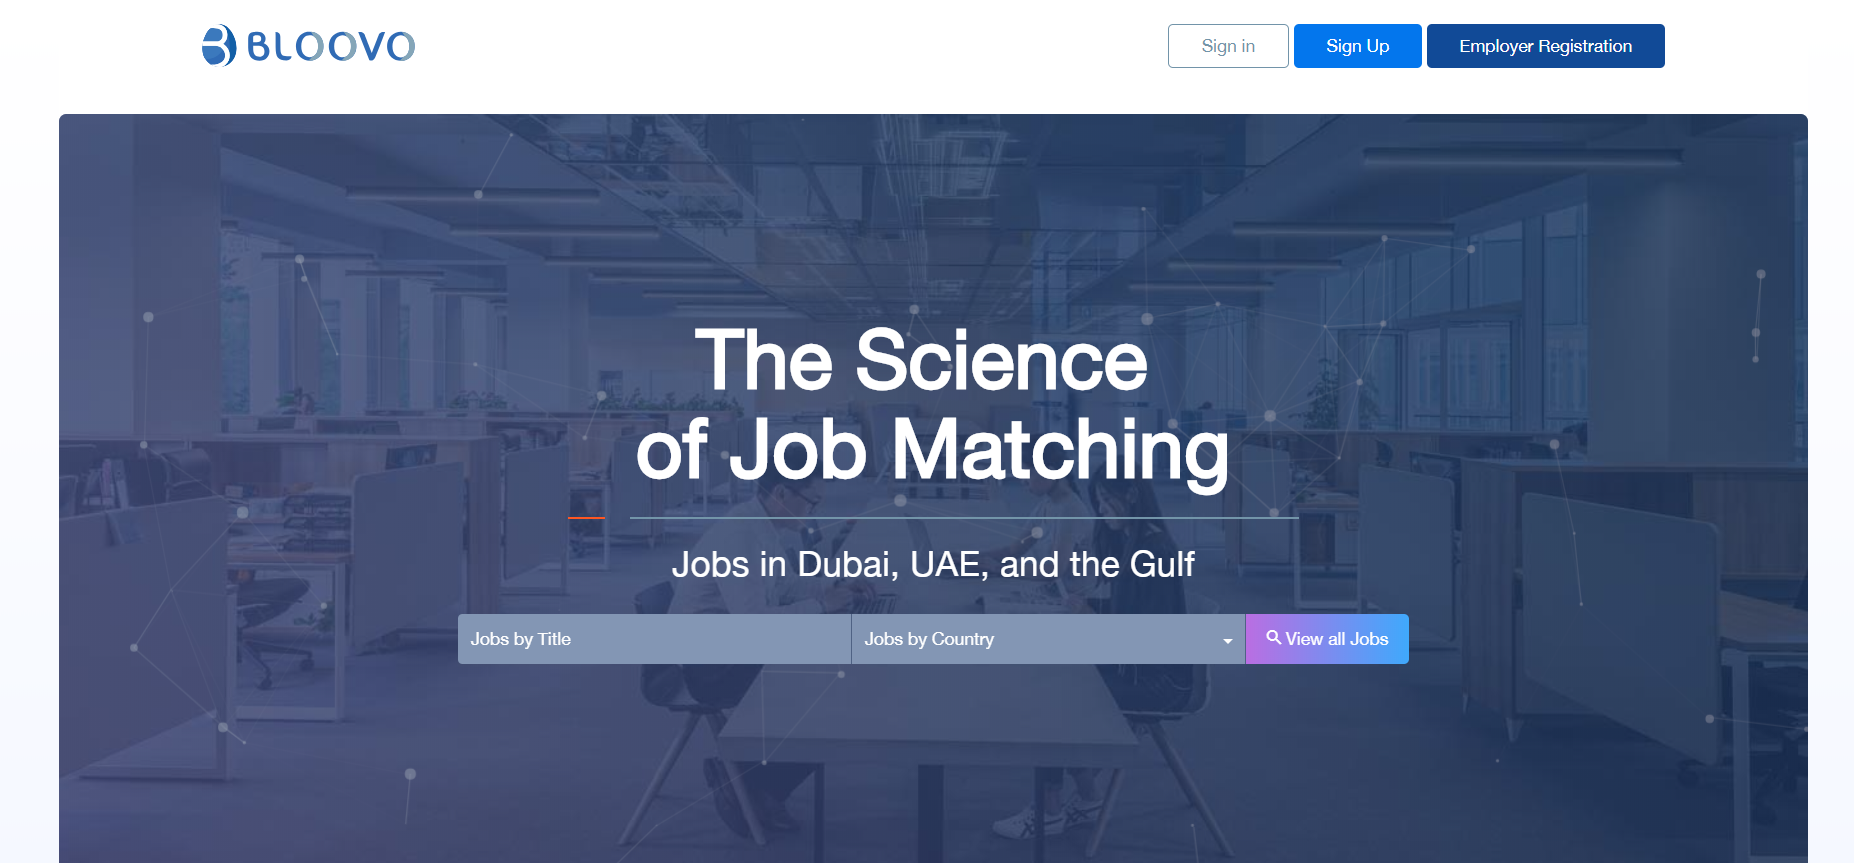 BLOOVO
Sign in
Sign Up
Employer Registration
The Science
of Job Matching
Jobs in Dubai, UAE, and the Gulf
Jobs by Title
Jobs by Country
View all Jobs